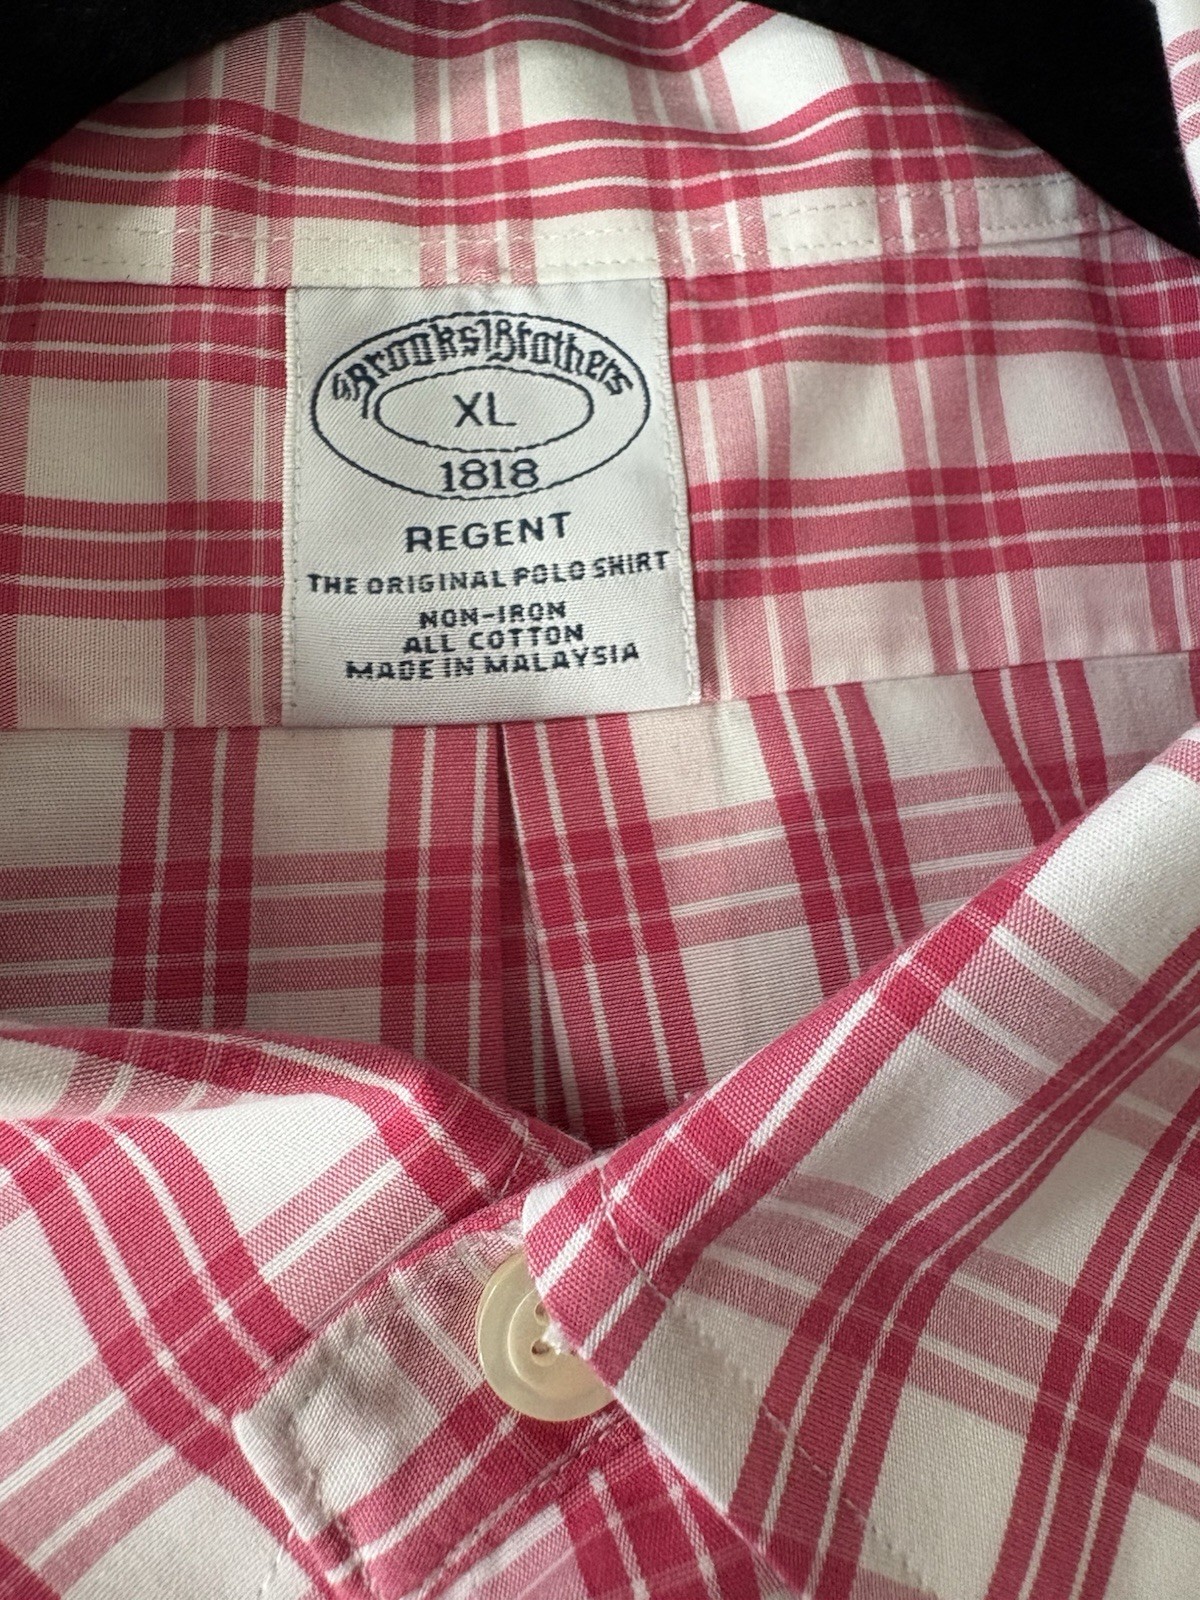 Brooks Brothers
XL
1818
REGENT
THE ORIGINAL POLO SHIRT
NON-IRON
ALL COTTON
MADE IN MALAYSIA